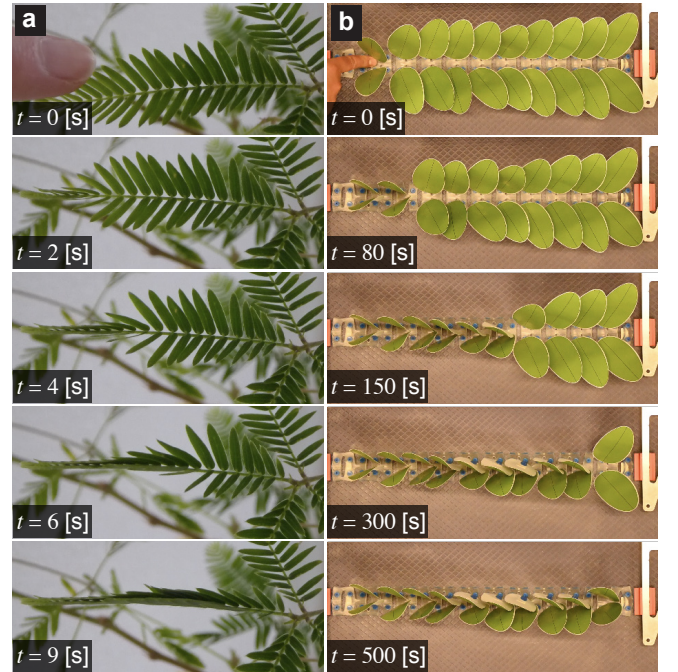 a
b
t = 0 [s]
t = 0 [s]
t = 2 [s]
t = 80 [s]
t = 4 [s]
t = 150 [s]
t = 6 [s]
t = 300 [s]
t = 9 [s]
t = 500 [s]